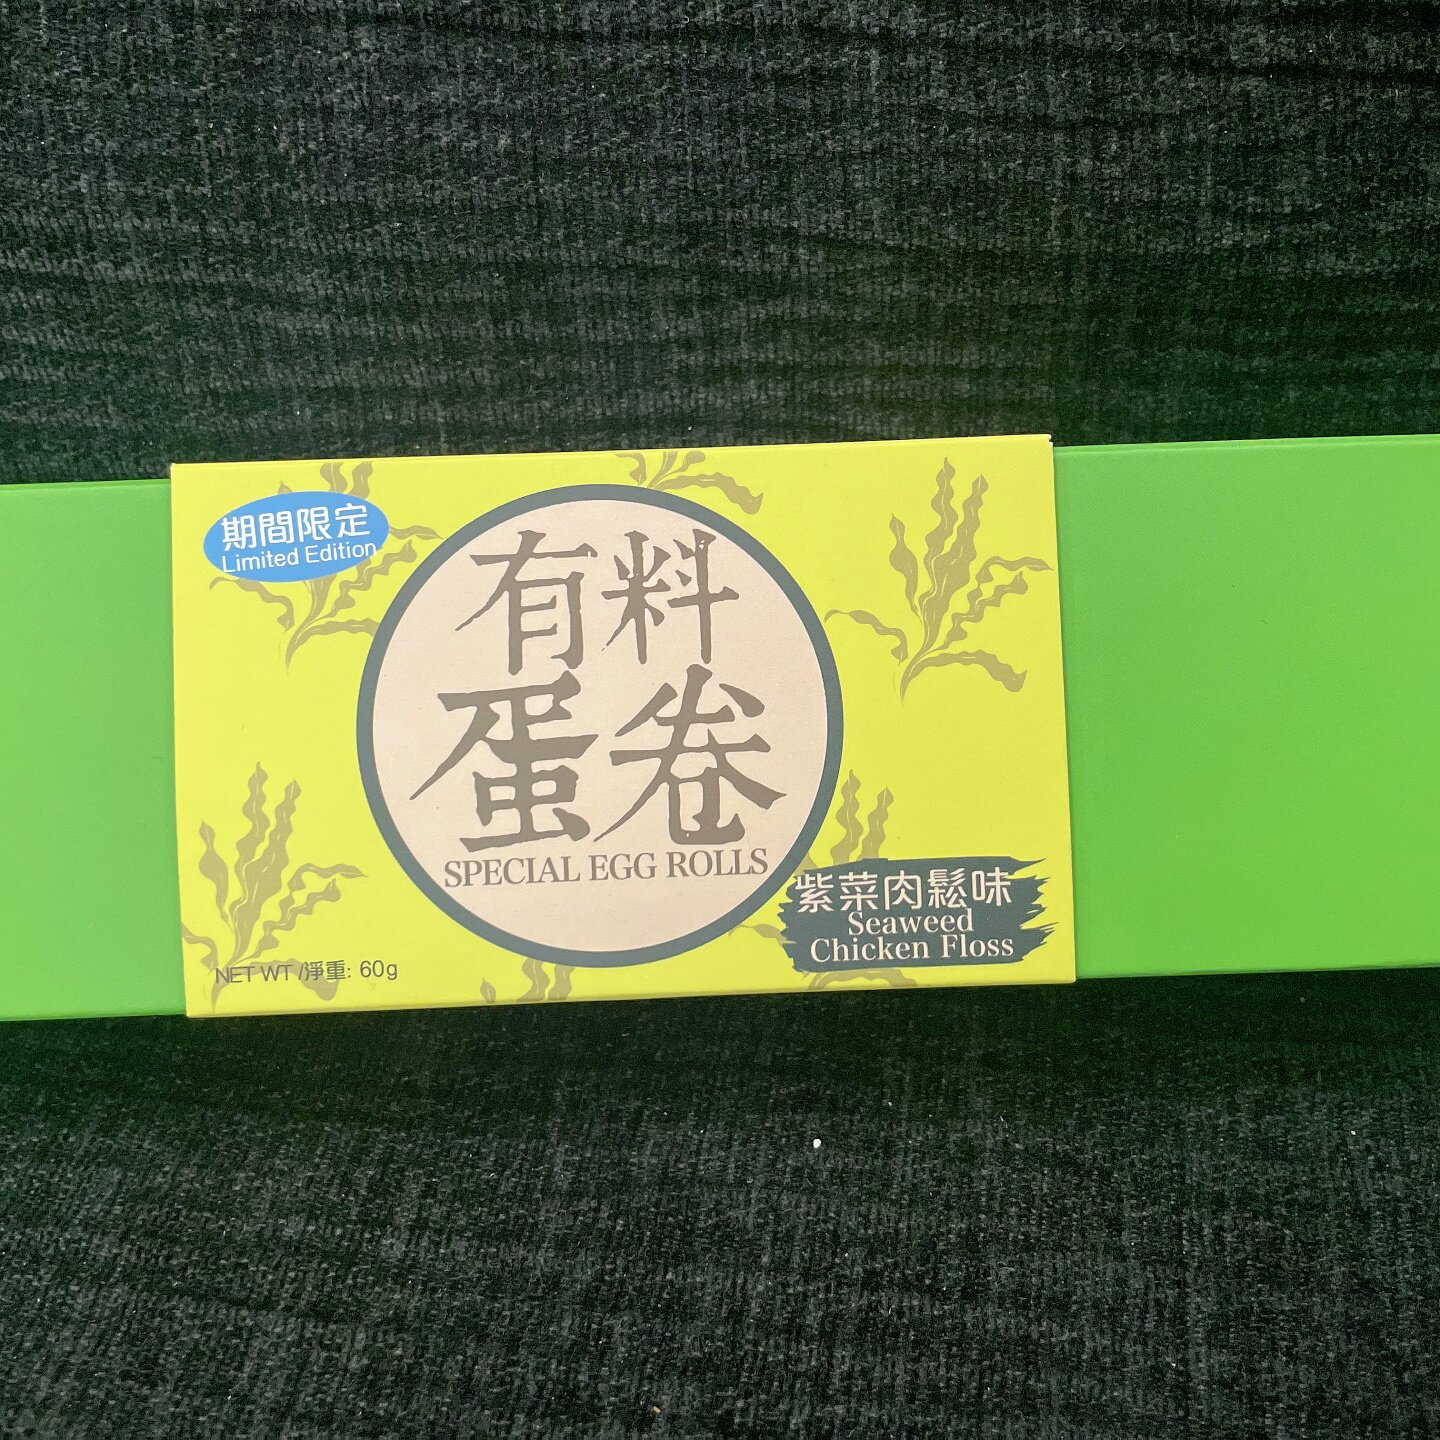 期間限定
Limited Edition
有料
蛋卷
SPECIAL EGG ROLLS
紫菜肉鬆味
Seaweed
Chicken Floss
NET WT /淨重: 60g